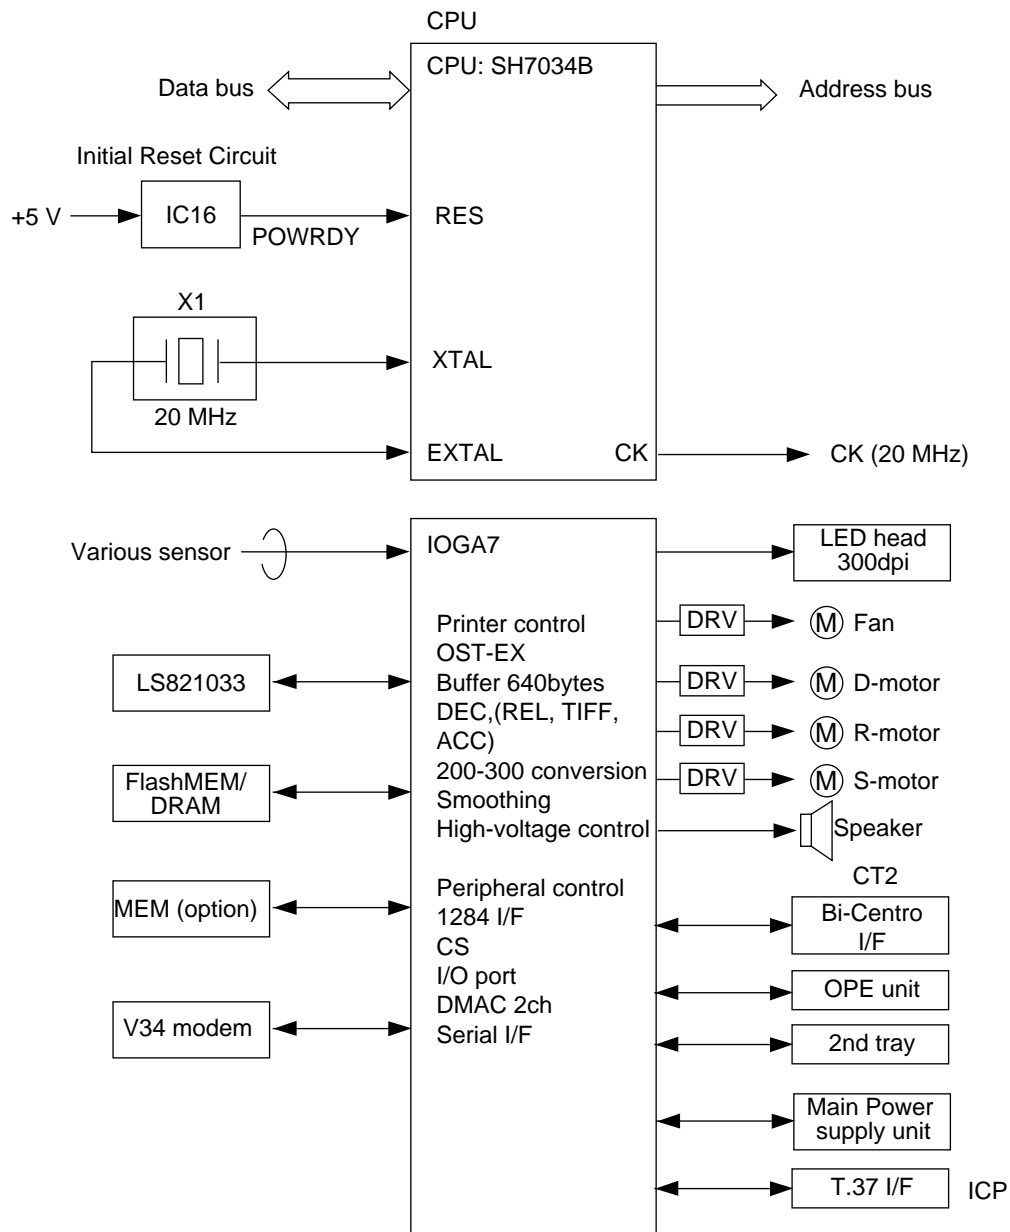 CPU
CPU: SH7034B
Data bus
Address bus
Initial Reset Circuit
+5 V
IC16
POWRDY
RES
X1
XTAL
20 MHz
EXTAL
CK
CK (20 MHz)
Various sensor
IOGA7
LED head
300dpi
Printer control
OST-EX
Buffer 640bytes
DEC,(REL, TIFF,
ACC)
200-300 conversion
Smoothing
High-voltage control
Peripheral control
1284 I/F
CS
I/O port
DMAC 2ch
Serial I/F
LS821033
FlashMEM/
DRAM
MEM (option)
V34 modem
DRV
M
Fan
DRV
M
D-motor
DRV
M
R-motor
DRV
M
S-motor
Speaker
CT2
Bi-Centro
I/F
OPE unit
2nd tray
Main Power
supply unit
T.37 I/F
ICP